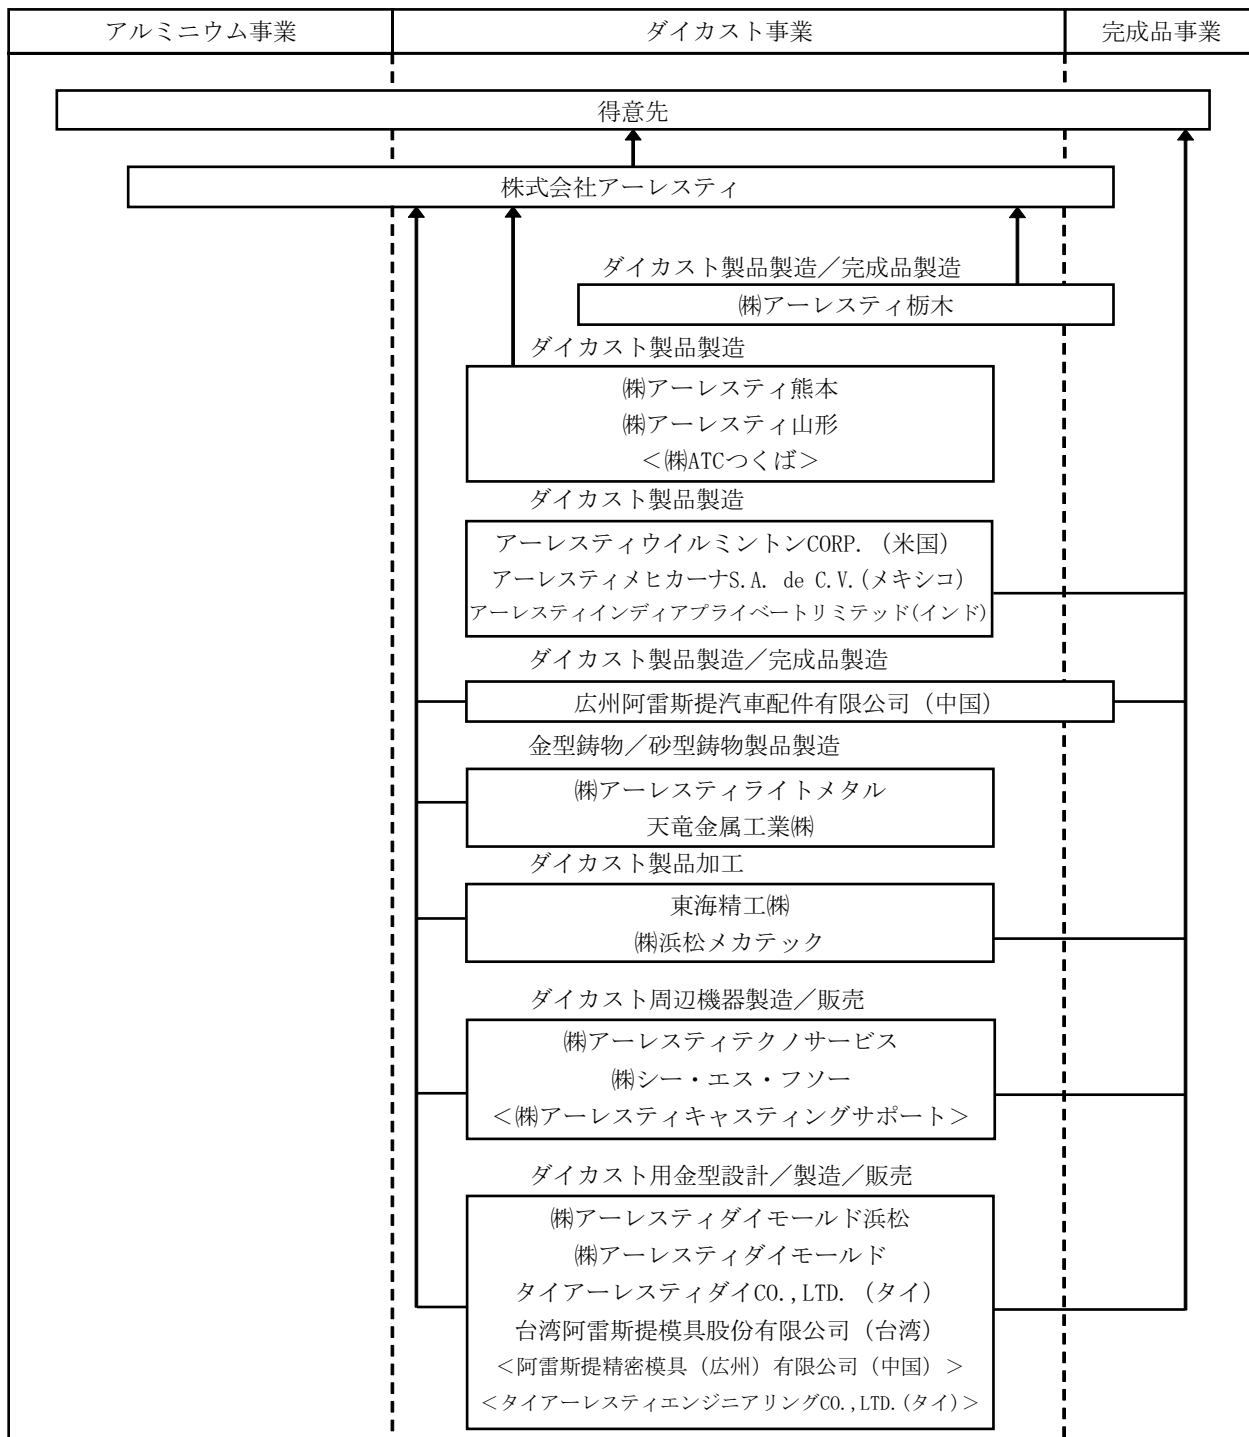 アルミニウム事業
ダイカスト事業
完成品事業
得意先
株式会社アーレスティ
ダイカスト製品製造／完成品製造
㈱アーレスティ栃木
ダイカスト製品製造
㈱アーレスティ熊本
㈱アーレスティ山形
＜㈱ATCつくば＞
ダイカスト製品製造
アーレスティウイルミントンCORP.（米国）
アーレスティメヒカーナS.A. de C.V.(メキシコ)
アーレスティインディアプライベートリミテッド(インド)
ダイカスト製品製造／完成品製造
広州阿雷斯提汽車配件有限公司（中国）
金型鋳物／砂型鋳物製品製造
㈱アーレスティライトメタル
天竜金属工業㈱
ダイカスト製品加工
東海精工㈱
㈱浜松メカテック
ダイカスト周辺機器製造／販売
㈱アーレスティテクノサービス
㈱シー・エス・フソー
＜㈱アーレスティキャスティングサポート＞
ダイカスト用金型設計／製造／販売
㈱アーレスティダイモールド浜松
㈱アーレスティダイモールド
タイアーレスティダイCO.,LTD.（タイ）
台湾阿雷斯提模具股份有限公司（台湾）
＜阿雷斯提精密模具（広州）有限公司（中国）＞
＜タイアーレスティエンジニアリングCO.,LTD.(タイ)＞